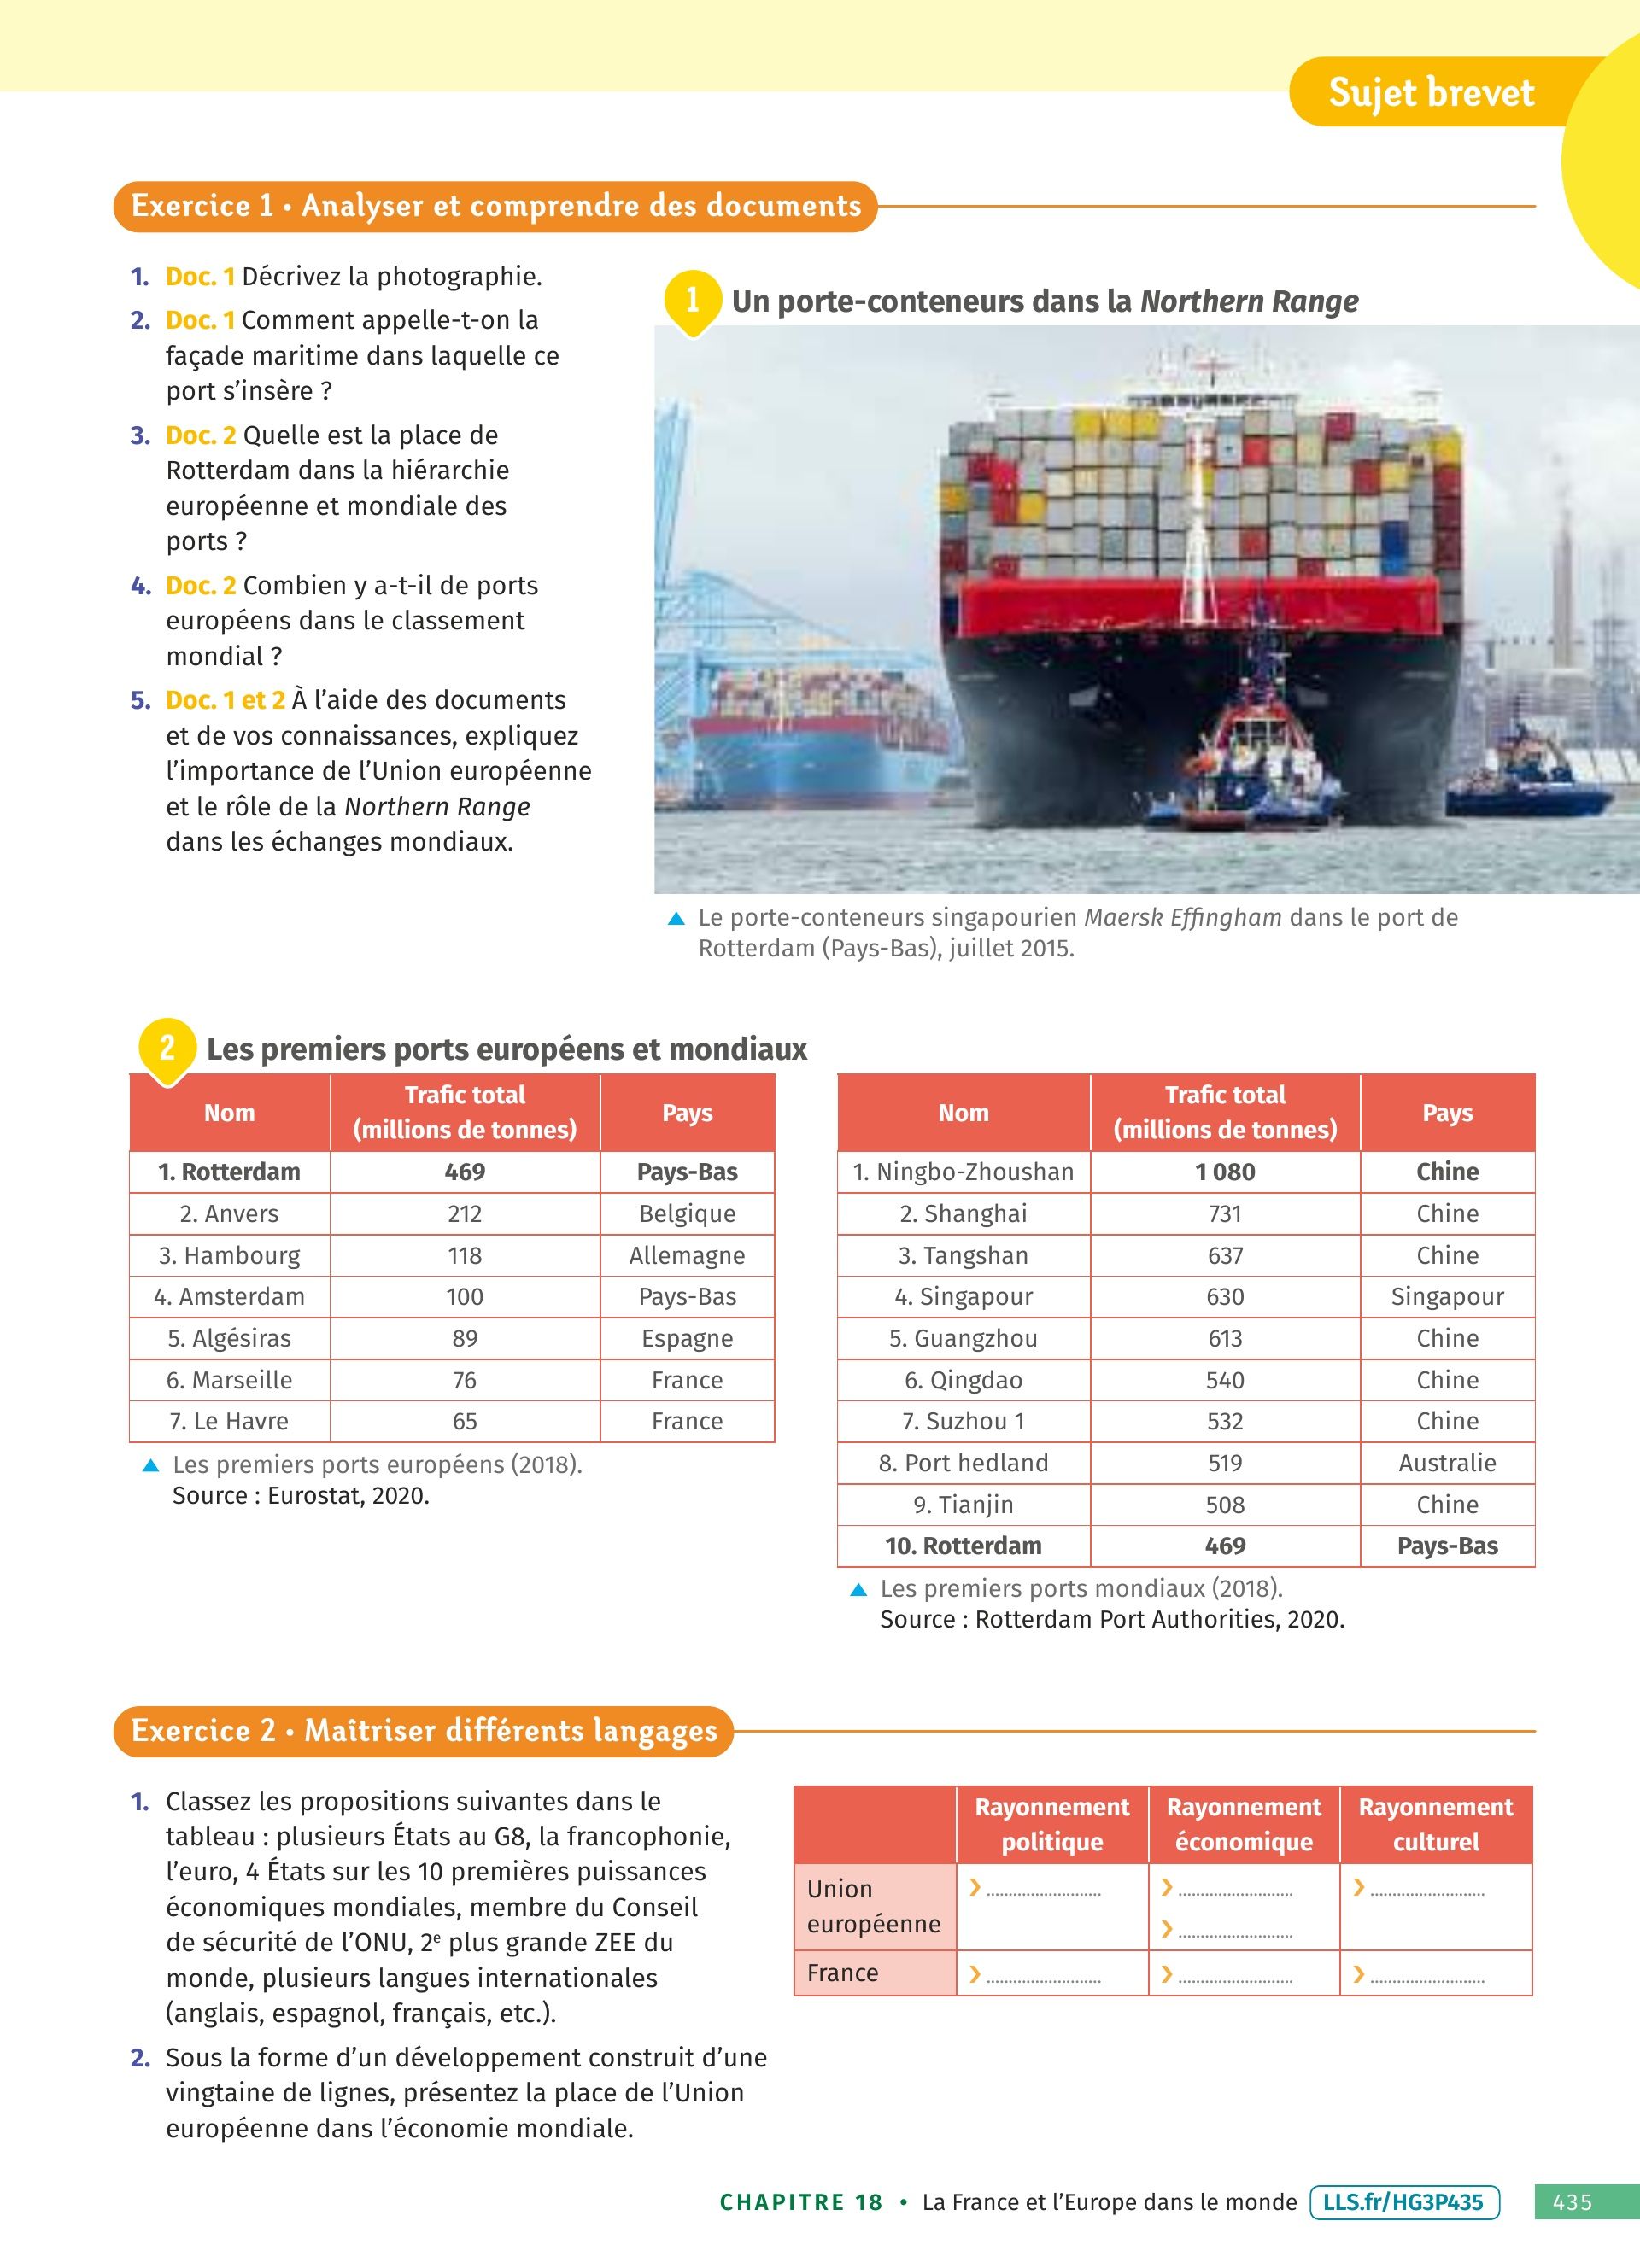 Sujet brevet
Exercice 1 • Analyser et comprendre des documents
1. Doc. 1 Décrivez la photographie.
2. Doc. 1 Comment appelle-t-on la
façade maritime dans laquelle ce
port s’insère ?
3. Doc. 2 Quelle est la place de
Rotterdam dans la hiérarchie
européenne et mondiale des
ports ?
4. Doc. 2 Combien y a-t-il de ports
européens dans le classement
mondial ?
5. Doc. 1 et 2 À l’aide des documents
et de vos connaissances, expliquez
l’importance de l’Union européenne
et le rôle de la Northern Range
dans les échanges mondiaux.
1 Un porte-conteneurs dans la Northern Range
▲ Le porte-conteneurs singapourien Maersk Effingham dans le port de
Rotterdam (Pays-Bas), juillet 2015.
2 Les premiers ports européens et mondiaux
Nom Trafic total (millions de tonnes) Pays
1. Rotterdam 469 Pays-Bas
2. Anvers 212 Belgique
3. Hambourg 118 Allemagne
4. Amsterdam 100 Pays-Bas
5. Algésiras 89 Espagne
6. Marseille 76 France
7. Le Havre 65 France
▲ Les premiers ports européens (2018).
Source : Eurostat, 2020.
Nom Trafic total (millions de tonnes) Pays
1. Ningbo-Zhoushan 1 080 Chine
2. Shanghai 731 Chine
3. Tangshan 637 Chine
4. Singapour 630 Singapour
5. Guangzhou 613 Chine
6. Qingdao 540 Chine
7. Suzhou 1 532 Chine
8. Port hedland 519 Australie
9. Tianjin 508 Chine
10. Rotterdam 469 Pays-Bas
▲ Les premiers ports mondiaux (2018).
Source : Rotterdam Port Authorities, 2020.
Exercice 2 • Maîtriser différents langages
1. Classez les propositions suivantes dans le
tableau : plusieurs États au G8, la francophonie,
l’euro, 4 États sur les 10 premières puissances
économiques mondiales, membre du Conseil
de sécurité de l’ONU, 2e plus grande ZEE du
monde, plusieurs langues internationales
(anglais, espagnol, français, etc.).
2. Sous la forme d’un développement construit d’une
vingtaine de lignes, présentez la place de l’Union
européenne dans l’économie mondiale.
Rayonnement politique Rayonnement économique Rayonnement culturel
Union européenne › ........................ › ........................ › ........................
› ........................
France › ........................ › ........................ › ........................
CHAPITRE 18 • La France et l’Europe dans le monde LLS.fr/HG3P435 435